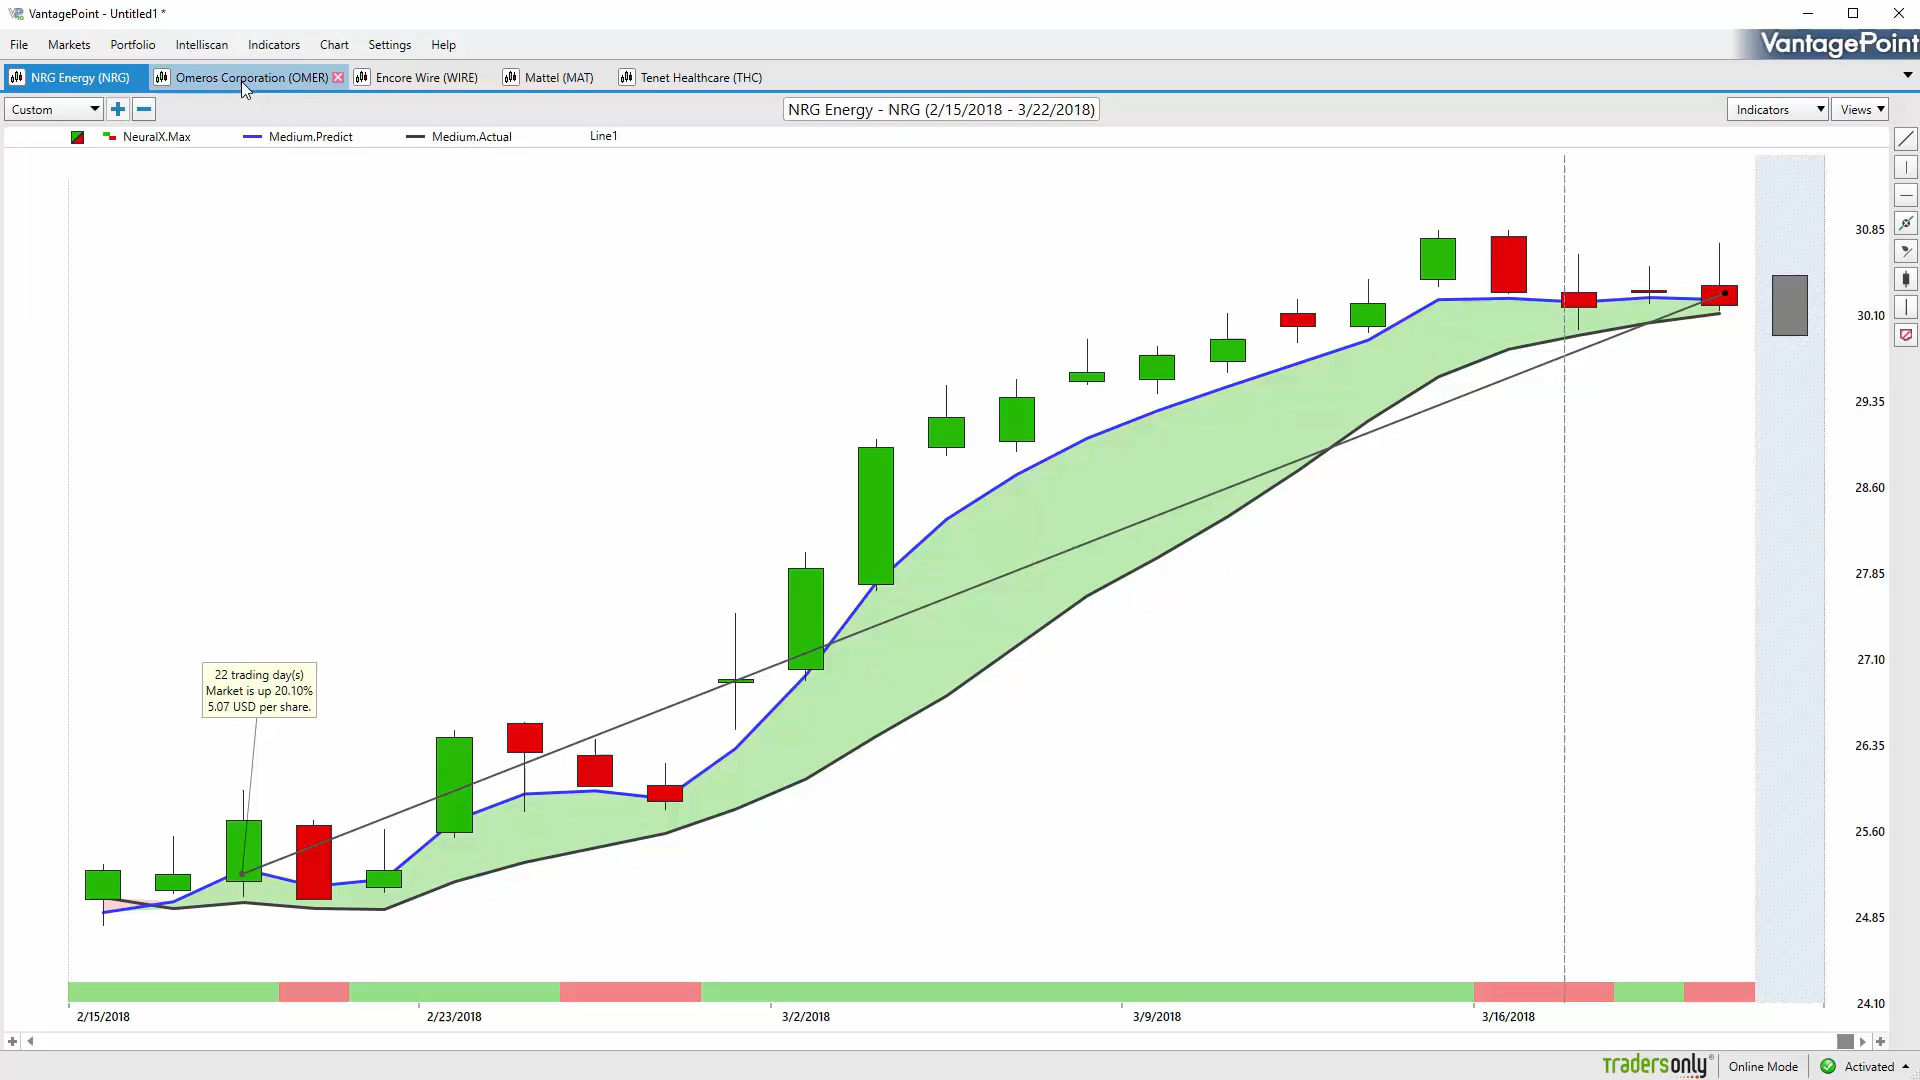 VantagePoint - Untitled1 *
File Markets Portfolio Intelliscan Indicators Chart Settings Help
VantagePoint
NRG Energy (NRG) Omeros Corporation (OMER) Encore Wire (WIRE) Mattel (MAT) Tenet Healthcare (THC)
Custom NRG Energy - NRG (2/15/2018 - 3/22/2018) Indicators Views
NeuralX.Max Medium.Predict Medium.Actual Line1
30.85
30.10
29.35
28.60
27.85
27.10
22 trading day(s)
Market is up 20.10%
5.07 USD per share.
26.35
25.60
24.85
24.10
2/15/2018 2/23/2018 3/2/2018 3/9/2018 3/16/2018
tradersonly Online Mode Activated